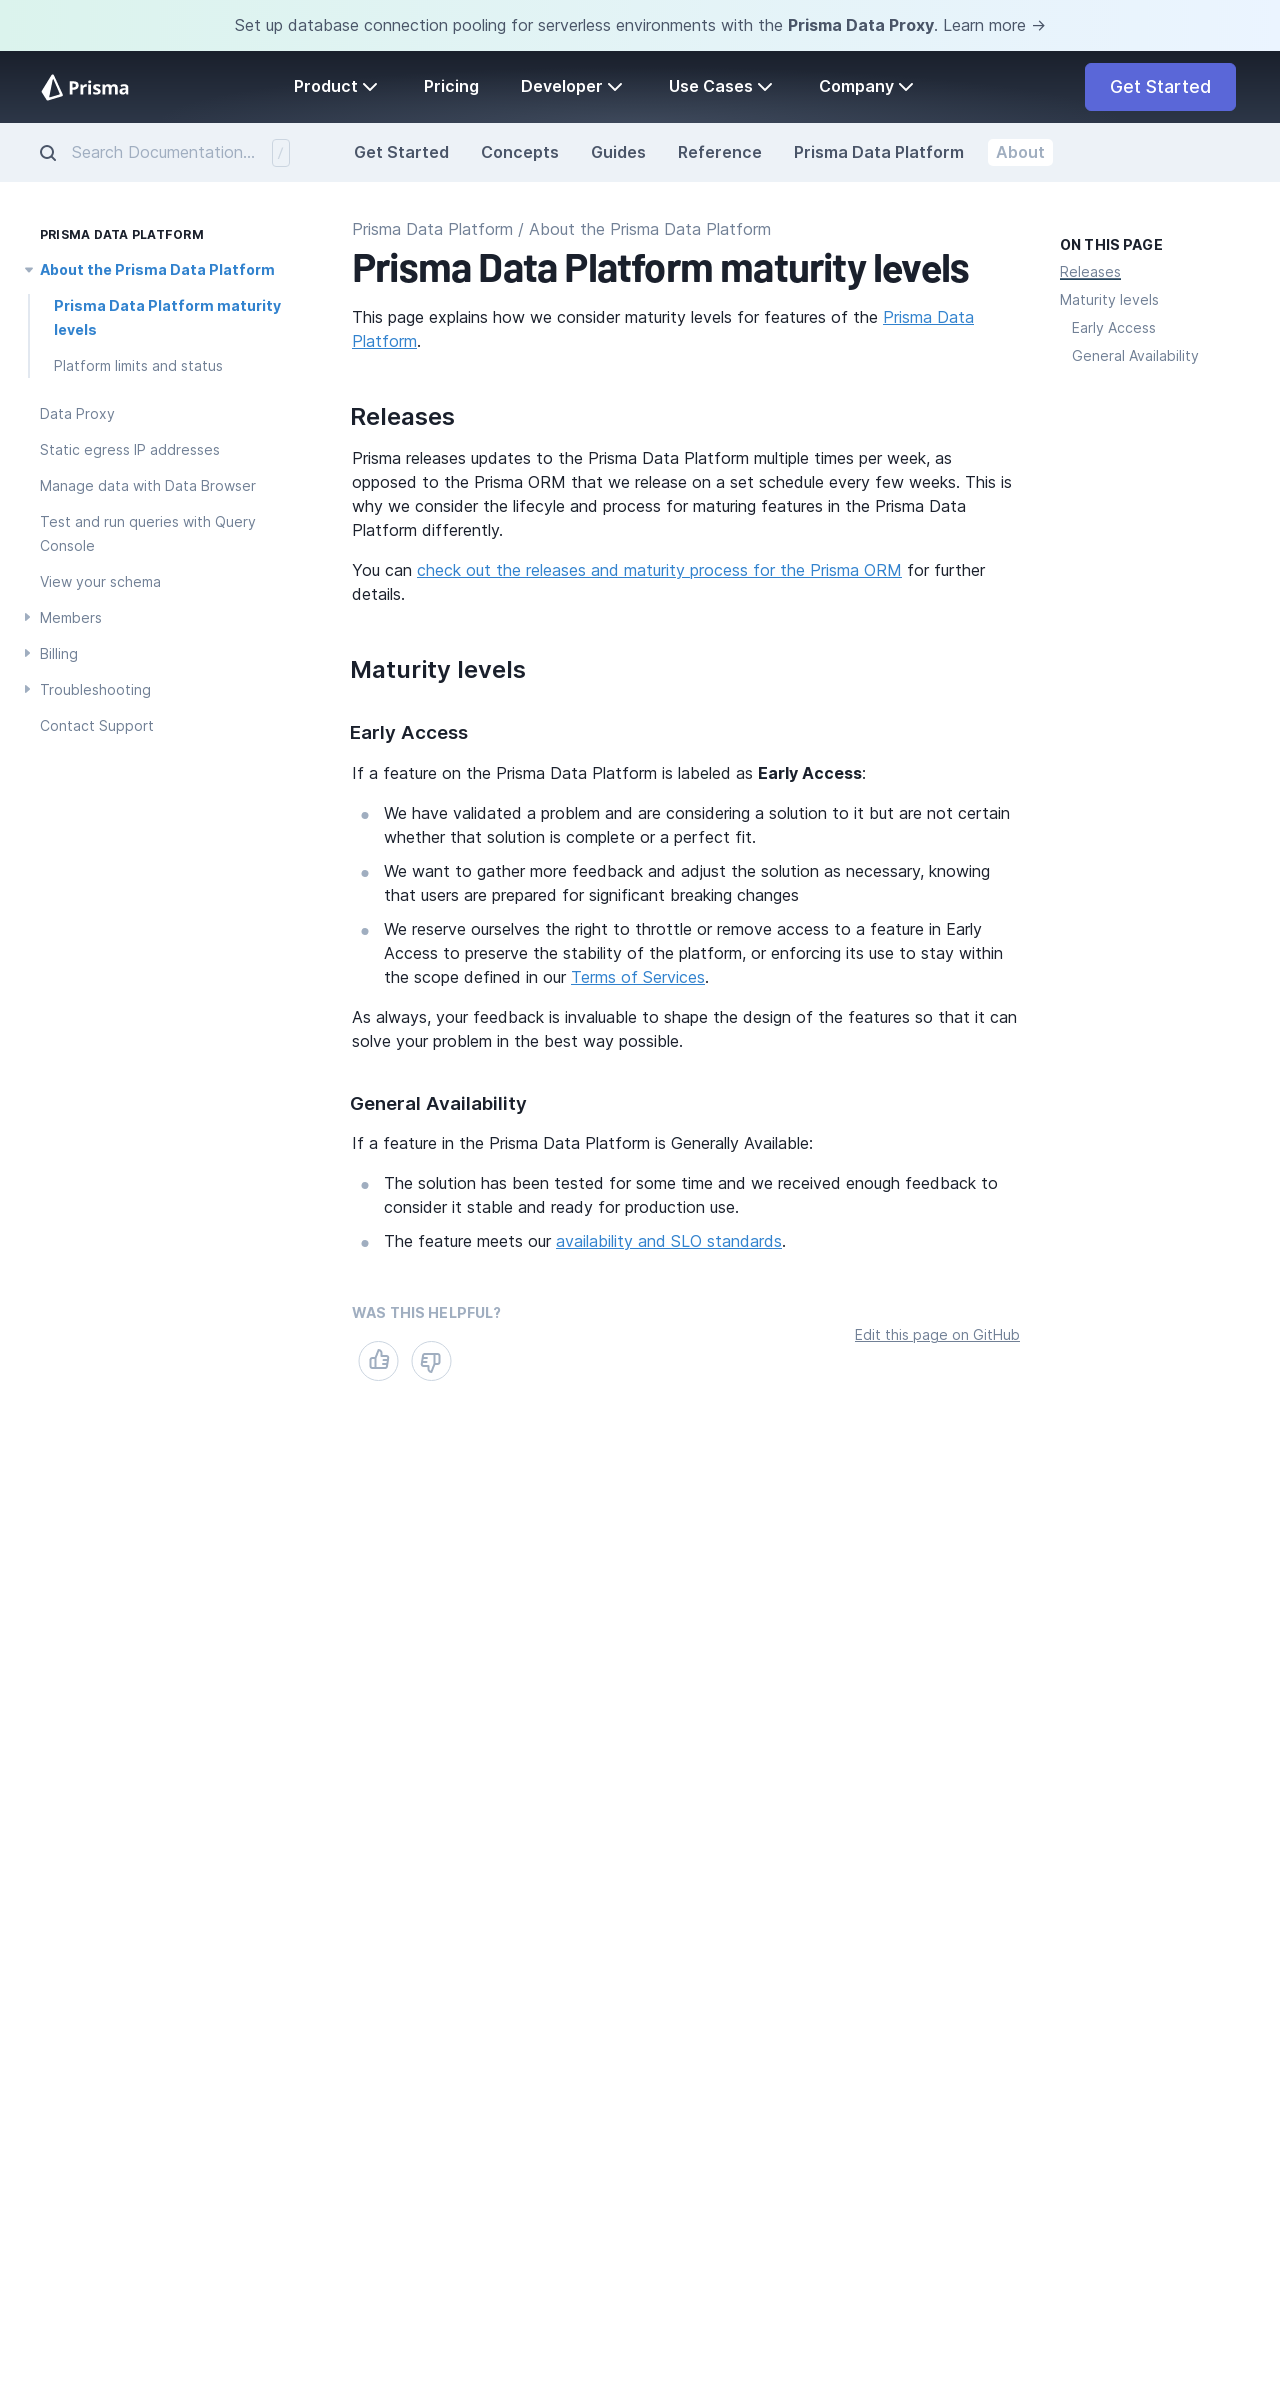 Set up database connection pooling for serverless environments with the Prisma Data Proxy. Learn more →
Prisma
Product
Pricing
Developer
Use Cases
Company
Get Started
Search Documentation...
/
Get Started
Concepts
Guides
Reference
Prisma Data Platform
About
PRISMA DATA PLATFORM
About the Prisma Data Platform
Prisma Data Platform maturity
levels
Platform limits and status
Data Proxy
Static egress IP addresses
Manage data with Data Browser
Test and run queries with Query
Console
View your schema
Members
Billing
Troubleshooting
Contact Support
Prisma Data Platform / About the Prisma Data Platform
Prisma Data Platform maturity levels
This page explains how we consider maturity levels for features of the Prisma Data
Platform.
Releases
Prisma releases updates to the Prisma Data Platform multiple times per week, as
opposed to the Prisma ORM that we release on a set schedule every few weeks. This is
why we consider the lifecyle and process for maturing features in the Prisma Data
Platform differently.
You can check out the releases and maturity process for the Prisma ORM for further
details.
Maturity levels
Early Access
If a feature on the Prisma Data Platform is labeled as Early Access:
We have validated a problem and are considering a solution to it but are not certain
whether that solution is complete or a perfect fit.
We want to gather more feedback and adjust the solution as necessary, knowing
that users are prepared for significant breaking changes
We reserve ourselves the right to throttle or remove access to a feature in Early
Access to preserve the stability of the platform, or enforcing its use to stay within
the scope defined in our Terms of Services.
As always, your feedback is invaluable to shape the design of the features so that it can
solve your problem in the best way possible.
General Availability
If a feature in the Prisma Data Platform is Generally Available:
The solution has been tested for some time and we received enough feedback to
consider it stable and ready for production use.
The feature meets our availability and SLO standards.
WAS THIS HELPFUL?
Edit this page on GitHub
ON THIS PAGE
Releases
Maturity levels
Early Access
General Availability